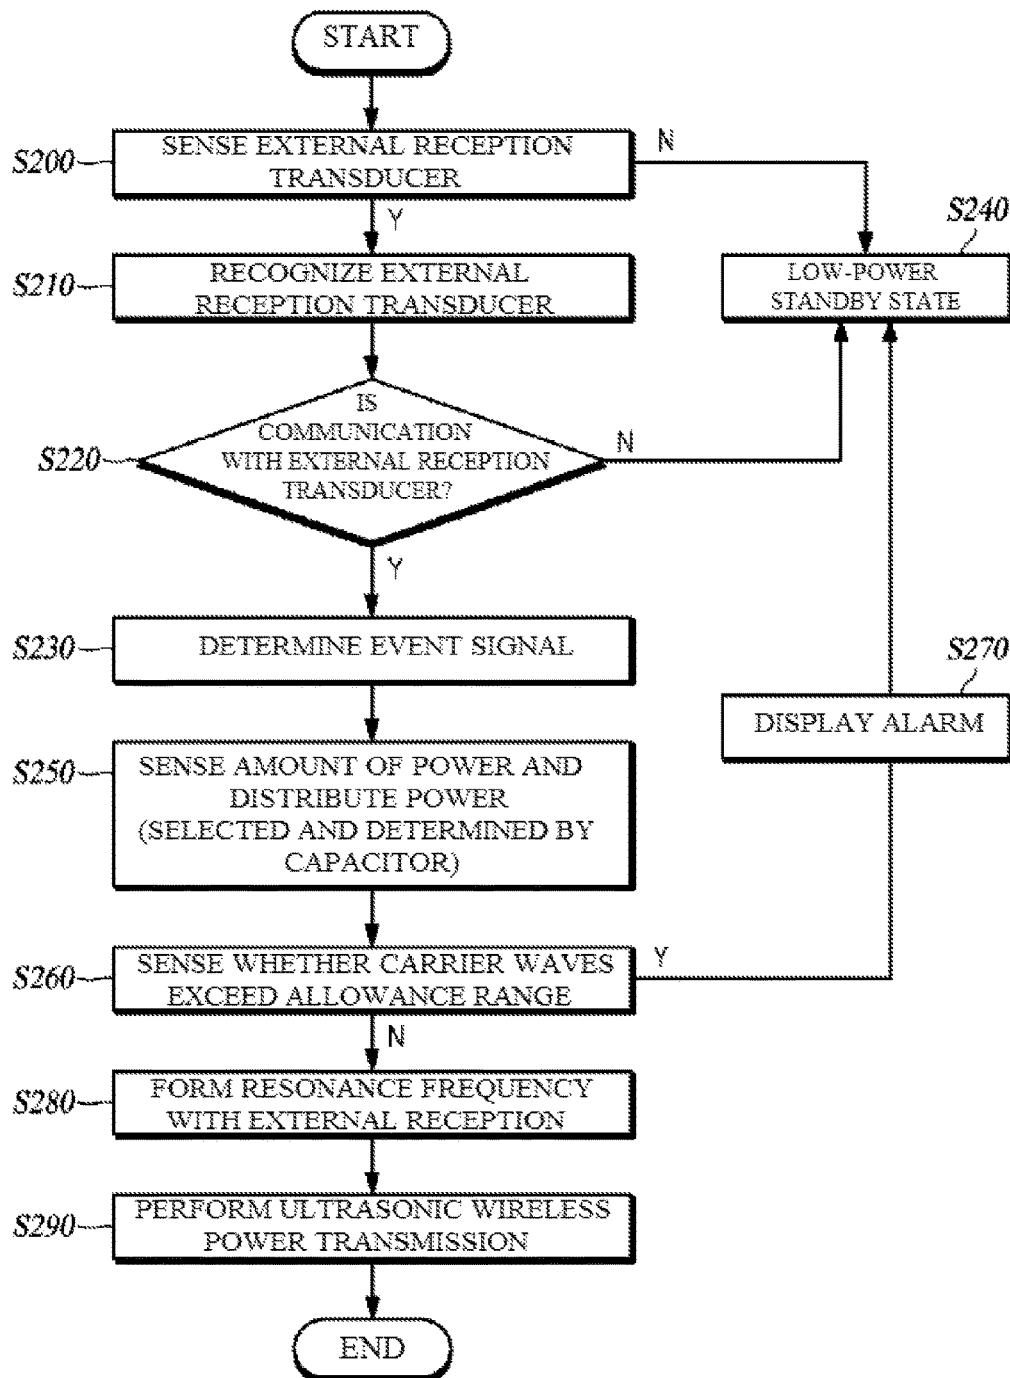 START
S200
SENSE EXTERNAL RECEPTION
TRANSDUCER
N
Y
S240
LOW-POWER
STANDBY STATE
S210
RECOGNIZE EXTERNAL
RECEPTION TRANSDUCER
S220
IS
COMMUNICATION
WITH EXTERNAL RECEPTION
TRANSDUCER?
N
Y
S230
DETERMINE EVENT SIGNAL
S270
DISPLAY ALARM
S250
SENSE AMOUNT OF POWER AND
DISTRIBUTE POWER
(SELECTED AND DETERMINED BY
CAPACITOR)
S260
SENSE WHETHER CARRIER WAVES
EXCEED ALLOWANCE RANGE
Y
N
S280
FORM RESONANCE FREQUENCY
WITH EXTERNAL RECEPTION
S290
PERFORM ULTRASONIC WIRELESS
POWER TRANSMISSION
END